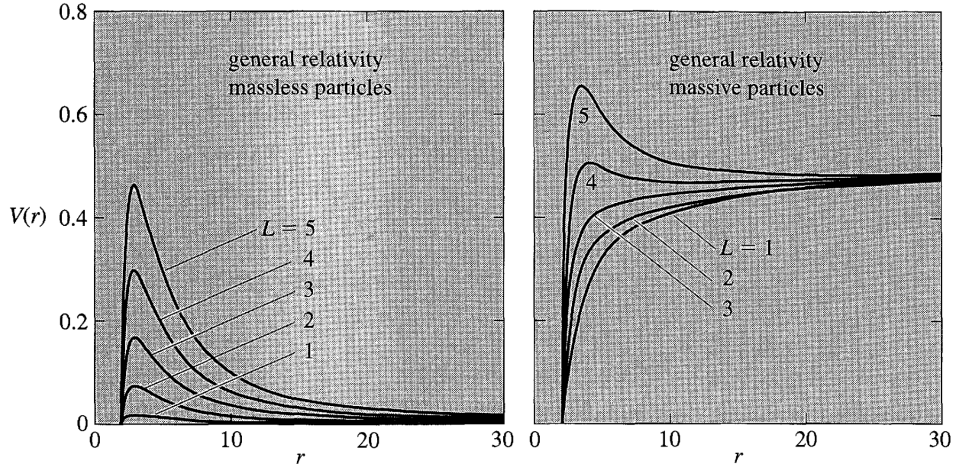 0.8
0.6
0.4
0.2
0
V(r)
general relativity
massless particles
L = 5
4
3
2
1
0
10
20
30
r
general relativity
massive particles
5
4
L = 1
2
3
0
10
20
30
r